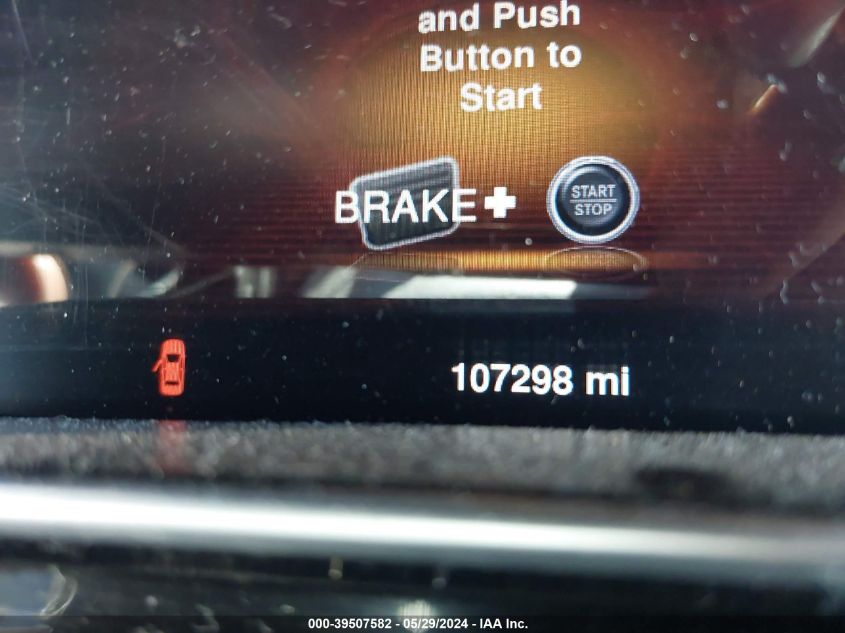 and Push
Button to
Start
BRAKE+
START
STOP
107298 mi
000-39507582 - 05/29/2024 - IAA Inc.